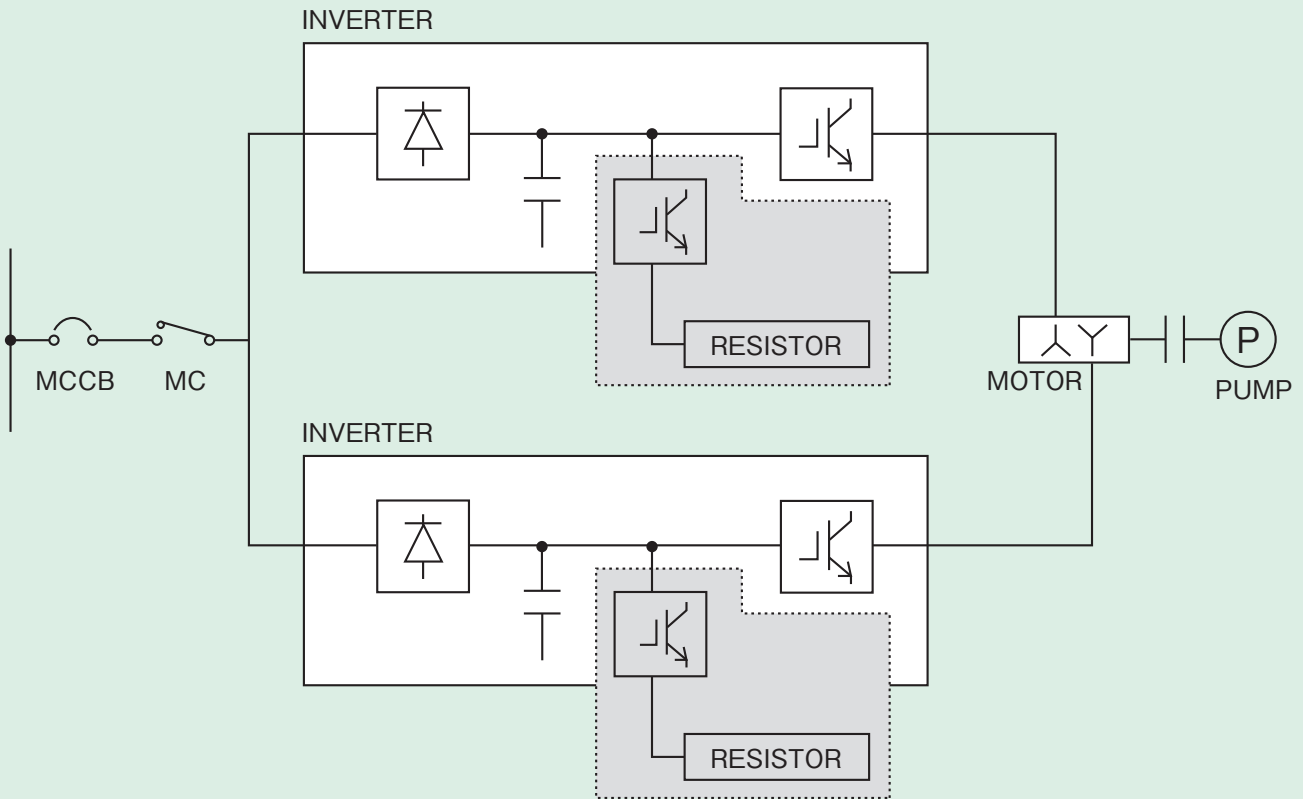 INVERTER
RESISTOR
MCCB
MC
MOTOR
P
PUMP
INVERTER
RESISTOR